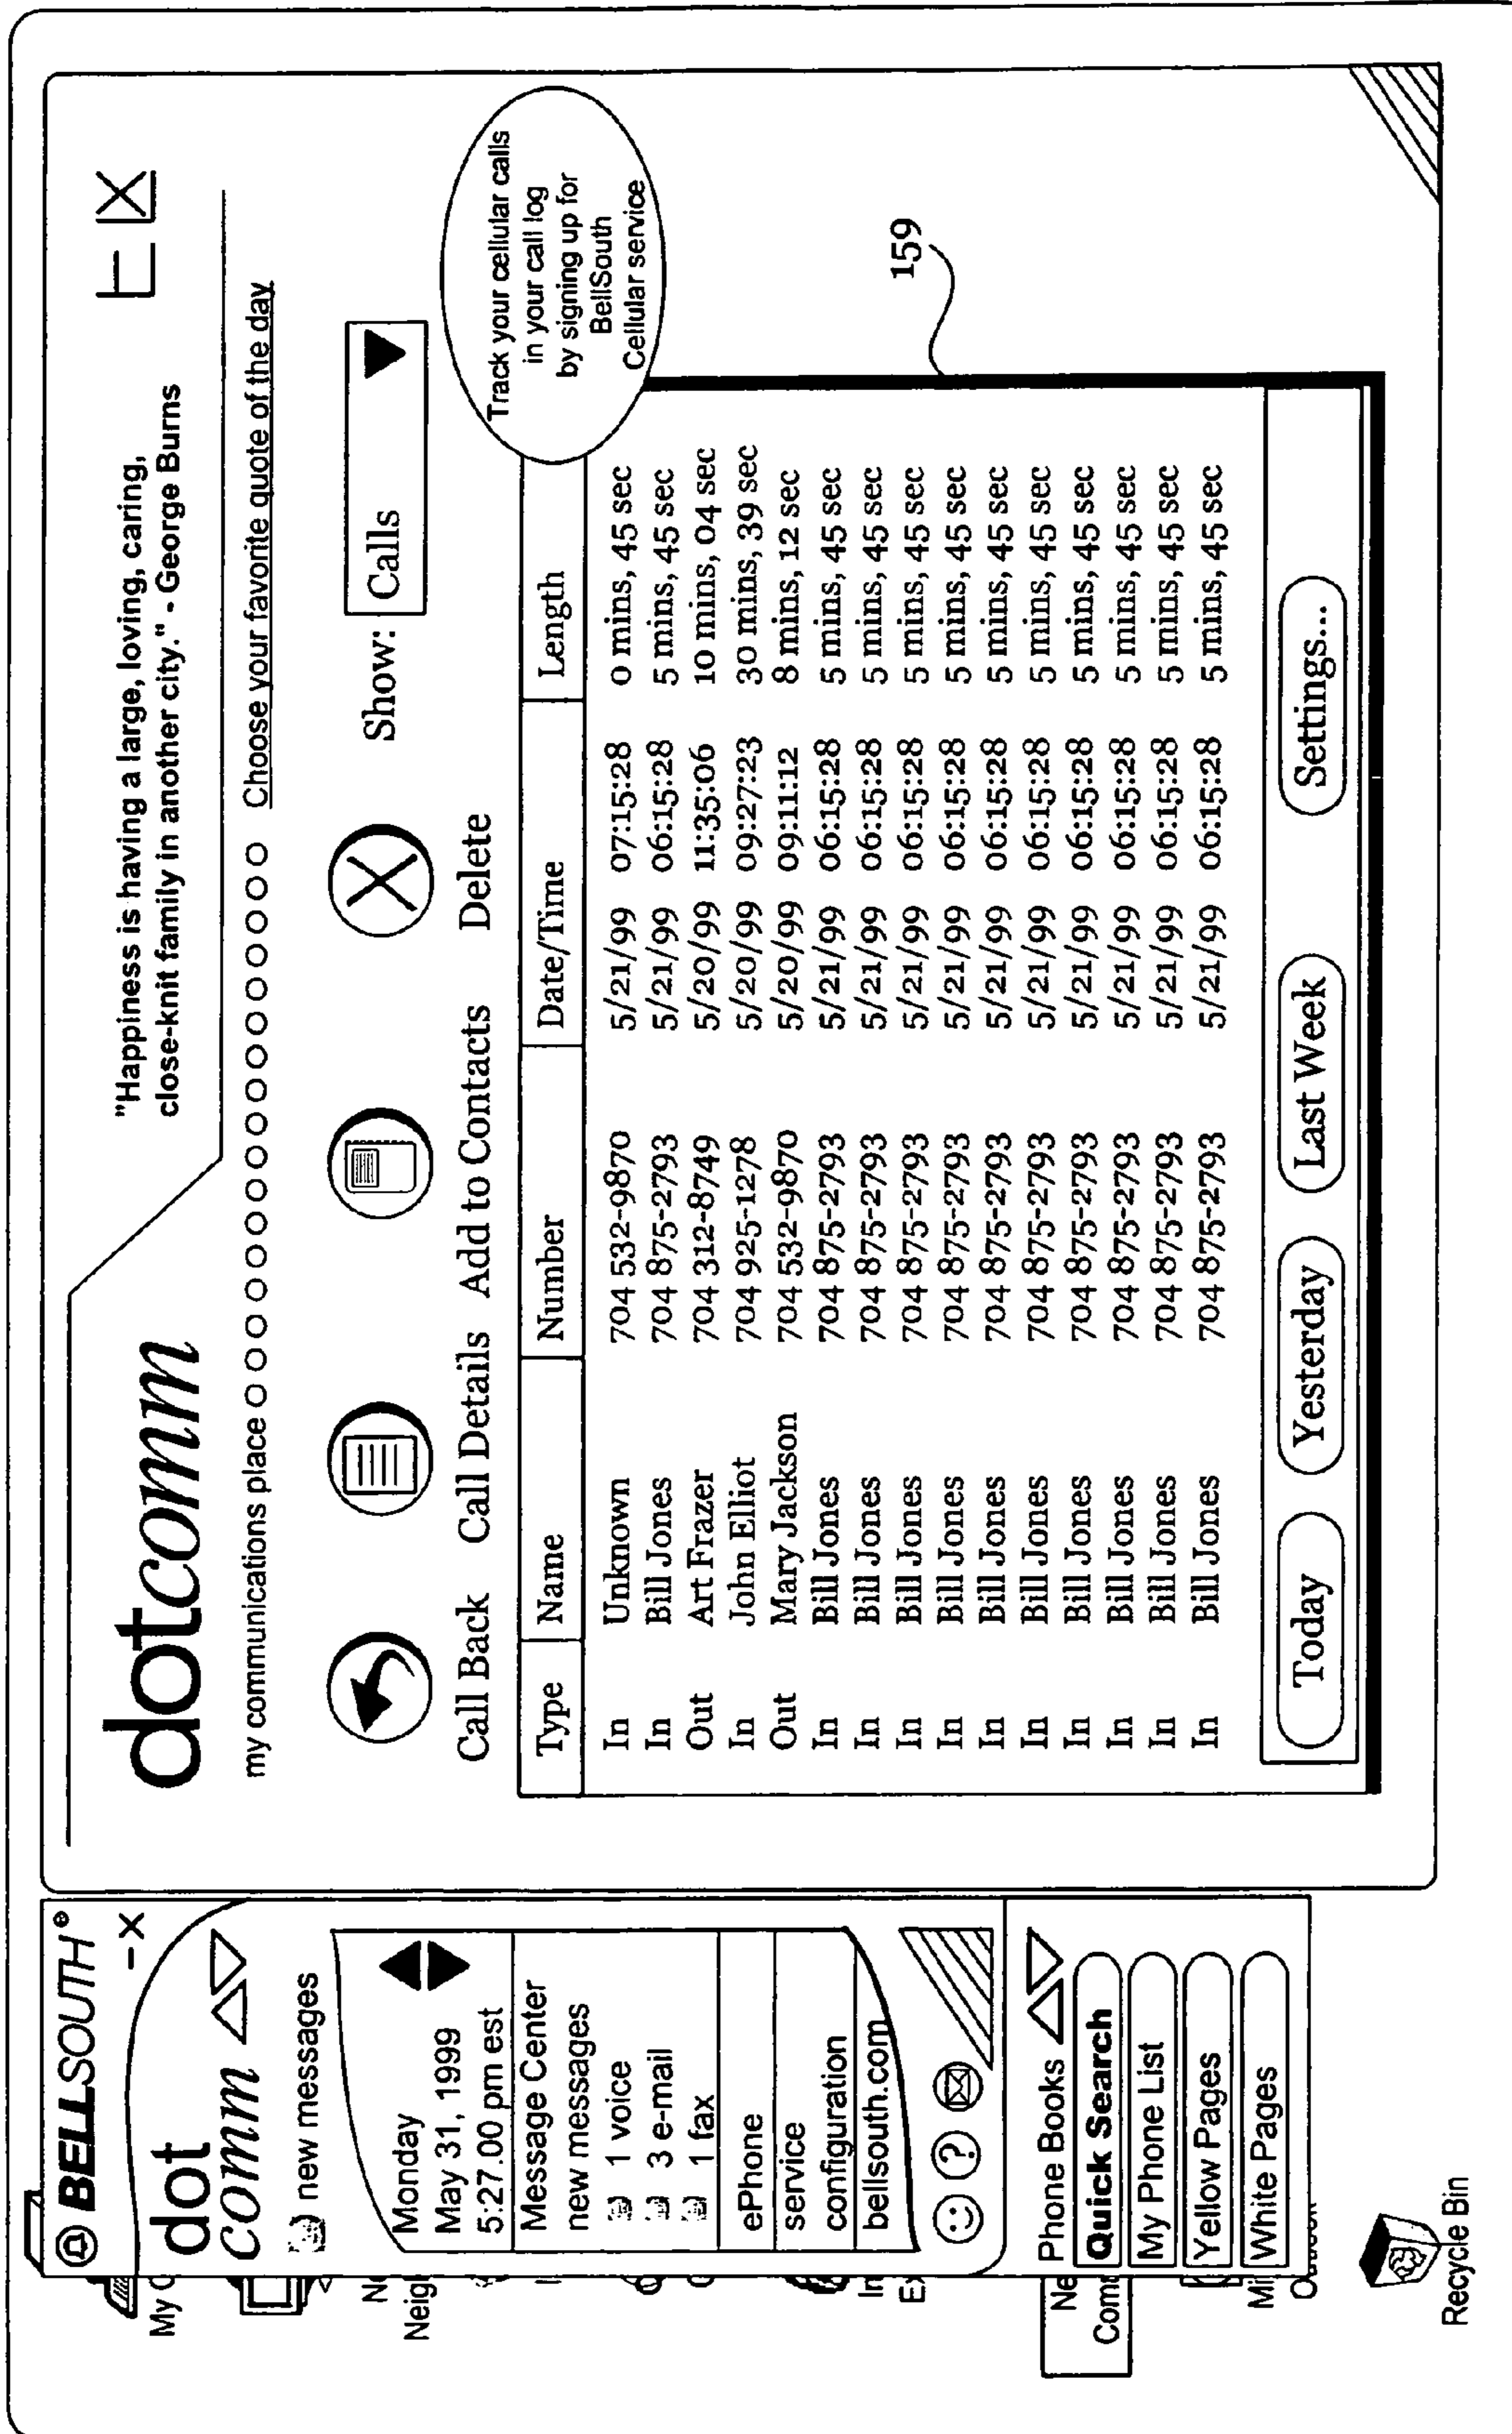 BELLSOUTH®
– X
dot
comm
new messages
Monday
May 31, 1999
5:27.00 pm est
Message Center
new messages
1 voice
3 e-mail
1 fax
ePhone
service
configuration
bellsouth.com
?
Phone Books
Quick Search
My Phone List
Yellow Pages
White Pages
My
Neig
Recycle Bin
dotcomm
"Happiness is having a large, loving, caring,
close-knit family in another city." - George Burns
my communications place Choose your favorite quote of the day
Call Back Call Details Add to Contacts Delete Show: Calls
Track your cellular calls
in your call log
by signing up for
BellSouth
Cellular service
Type Name Number Date/Time Length
In Unknown 704 532-9870 5/21/99 07:15:28 0 mins, 45 sec
In Bill Jones 704 875-2793 5/21/99 06:15:28 5 mins, 45 sec
Out Art Frazer 704 312-8749 5/20/99 11:35:06 10 mins, 04 sec
In John Elliot 704 925-1278 5/20/99 09:27:23 30 mins, 39 sec
Out Mary Jackson 704 532-9870 5/20/99 09:11:12 8 mins, 12 sec
In Bill Jones 704 875-2793 5/21/99 06:15:28 5 mins, 45 sec
In Bill Jones 704 875-2793 5/21/99 06:15:28 5 mins, 45 sec
In Bill Jones 704 875-2793 5/21/99 06:15:28 5 mins, 45 sec
In Bill Jones 704 875-2793 5/21/99 06:15:28 5 mins, 45 sec
In Bill Jones 704 875-2793 5/21/99 06:15:28 5 mins, 45 sec
In Bill Jones 704 875-2793 5/21/99 06:15:28 5 mins, 45 sec
In Bill Jones 704 875-2793 5/21/99 06:15:28 5 mins, 45 sec
In Bill Jones 704 875-2793 5/21/99 06:15:28 5 mins, 45 sec
In Bill Jones 704 875-2793 5/21/99 06:15:28 5 mins, 45 sec
In Bill Jones 704 875-2793 5/21/99 06:15:28 5 mins, 45 sec
Today Yesterday Last Week Settings...
159